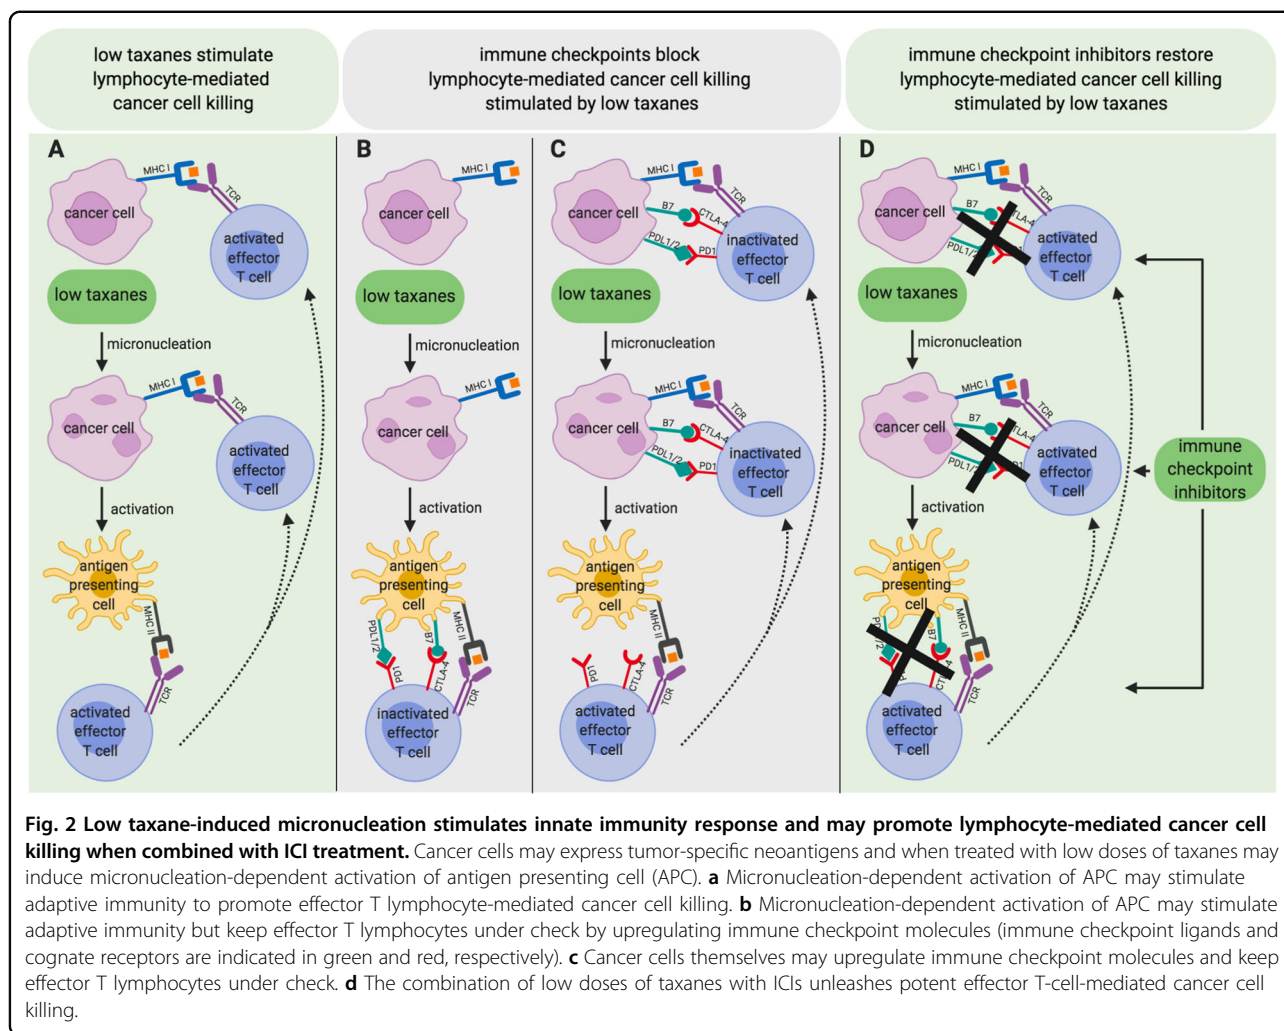 low taxanes stimulate
lymphocyte-mediated
cancer cell killing
immune checkpoints block
lymphocyte-mediated cancer cell killing
stimulated by low taxanes
immune checkpoint inhibitors restore
lymphocyte-mediated cancer cell killing
stimulated by low taxanes
A
MHC I
TCR
cancer cell
activated
effector
T cell
low taxanes
micronucleation
MHC I
TCR
cancer cell
activated
effector
T cell
activation
antigen
presenting
cell
MHC II
TCR
activated
effector
T cell
B
MHC I
cancer cell
low taxanes
micronucleation
MHC I
cancer cell
activation
antigen
presenting
cell
PDL1/2
B7
MHC II
PD1
CTLA-4
TCR
inactivated
effector
T cell
C
MHC I
TCR
cancer cell
B7
CTLA-4
PDL1/2
PD1
inactivated
effector
T cell
low taxanes
micronucleation
MHC I
TCR
cancer cell
B7
CTLA-4
PDL1/2
PD1
inactivated
effector
T cell
activation
antigen
presenting
cell
MHC II
PD1
CTLA-4
TCR
activated
effector
T cell
D
MHC I
TCR
cancer cell
B7
CTLA-4
PDL1/2
PD1
activated
effector
T cell
low taxanes
micronucleation
MHC I
TCR
cancer cell
B7
TLA-4
PDL1/2
D1
activated
effector
T cell
immune
checkpoint
inhibitors
activation
antigen
presenting
cell
PDL1/2
B7
MHC II
CTLA-4
TCR
activated
effector
T cell
Fig. 2 Low taxane-induced micronucleation stimulates innate immunity response and may promote lymphocyte-mediated cancer cell
killing when combined with ICI treatment. Cancer cells may express tumor-specific neoantigens and when treated with low doses of taxanes may
induce micronucleation-dependent activation of antigen presenting cell (APC). a Micronucleation-dependent activation of APC may stimulate
adaptive immunity to promote effector T lymphocyte-mediated cancer cell killing. b Micronucleation-dependent activation of APC may stimulate
adaptive immunity but keep effector T lymphocytes under check by upregulating immune checkpoint molecules (immune checkpoint ligands and
cognate receptors are indicated in green and red, respectively). c Cancer cells themselves may upregulate immune checkpoint molecules and keep
effector T lymphocytes under check. d The combination of low doses of taxanes with ICIs unleashes potent effector T-cell-mediated cancer cell
killing.